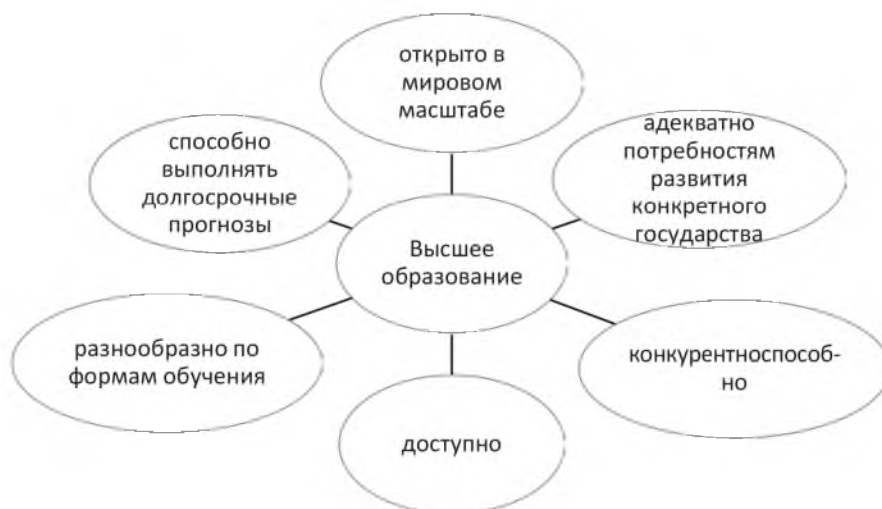 открыто в
мировом
масштабе
способно
выполнять
долгосрочные
прогнозы
адекватно
потребностям
развития
конкретного
государства
Высшее
образование
разнообразно по
формам обучения
конкурентноспособ-
но
доступно